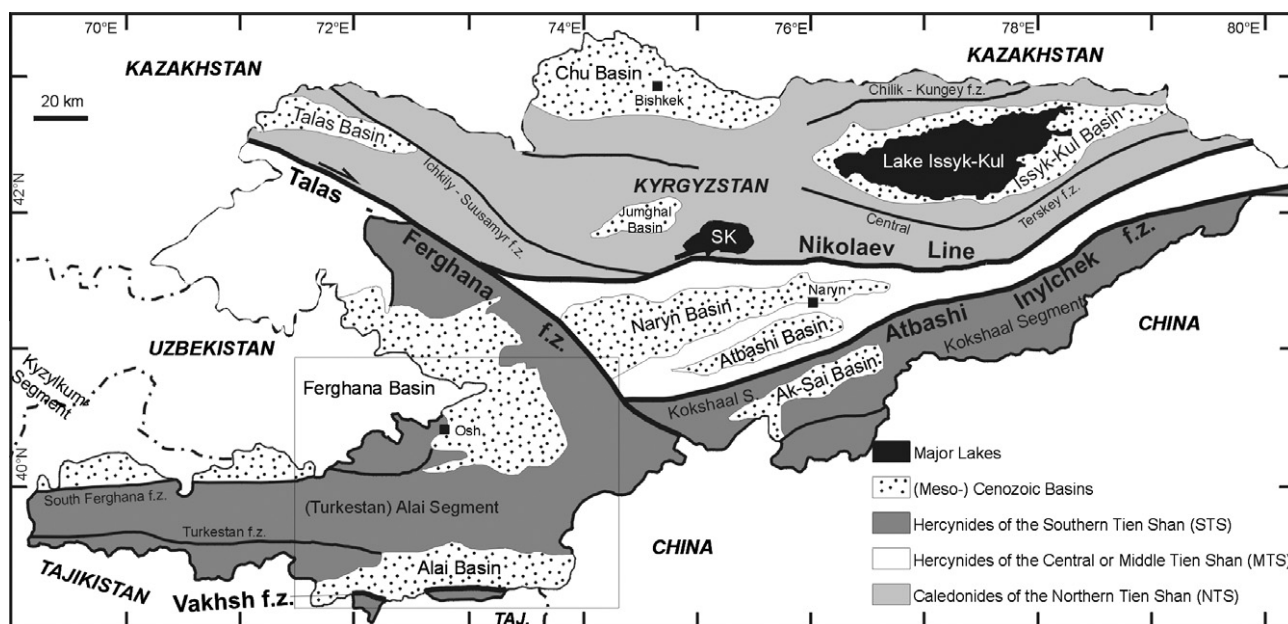 70°E
72°E
74°E
76°E
78°E
80°E
KAZAKHSTAN
KAZAKHSTAN
Chu Basin
Bishkek
20 km
Chilik - Kungey f.z.
Talas Basin
Lake Issyk-Kul
Issyk-Kul Basin
42°N
Talas
Ichkily - Suusamyr f.z.
KYRGYZSTAN
Jumghal
Basin
Central
Terskey f.z.
SK
Nikolaev
Line
Ferghana
f.z.
Naryn
Naryn Basin
Atbashi
Inylchek
f.z.
Kokshaal Segment
CHINA
Atbashi Basin
UZBEKISTAN
Kyzylkum
Segment
Ferghana Basin
Ak-Sai Basin
Kokshaal S.
Osh
40°N
South Ferghana f.z.
(Turkestan) Alai Segment
Turkestan f.z.
CHINA
Alai Basin
TAJIKISTAN
Vakhsh f.z.
TAJ.
Major Lakes
(Meso-) Cenozoic Basins
Hercynides of the Southern Tien Shan (STS)
Hercynides of the Central or Middle Tien Shan (MTS)
Caledonides of the Northern Tien Shan (NTS)